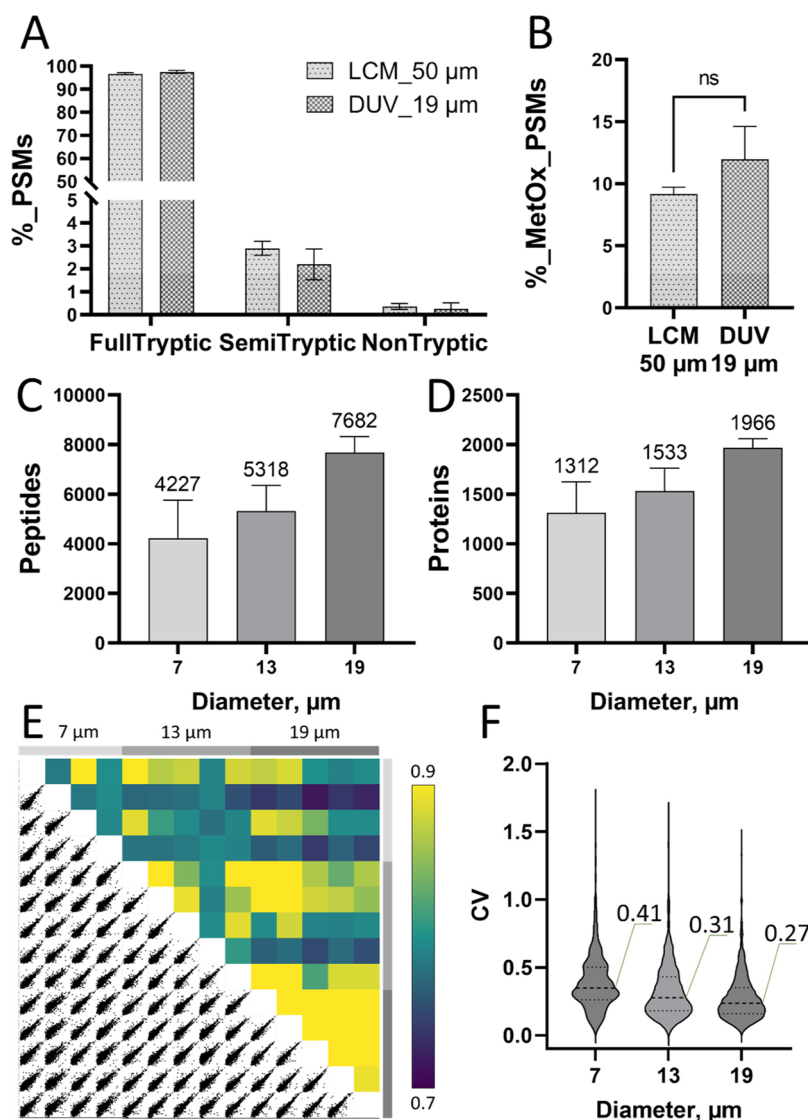 A
%_PSMs
100
90
80
70
60
50
5
4
3
2
1
0
LCM_50 µm
DUV_19 µm
FullTryptic SemiTryptic NonTryptic
B
%_MetOx_PSMs
20
15
10
5
0
ns
LCM DUV
50 µm 19 µm
C
Peptides
10000
8000
6000
4000
2000
0
4227
5318
7682
7 13 19
Diameter, µm
D
Proteins
2500
2000
1500
1000
500
0
1312
1533
1966
7 13 19
Diameter, µm
E
7 µm 13 µm 19 µm
0.9
0.7
F
CV
2.0
1.5
1.0
0.5
0.0
0.41
0.31
0.27
7 13 19
Diameter, µm